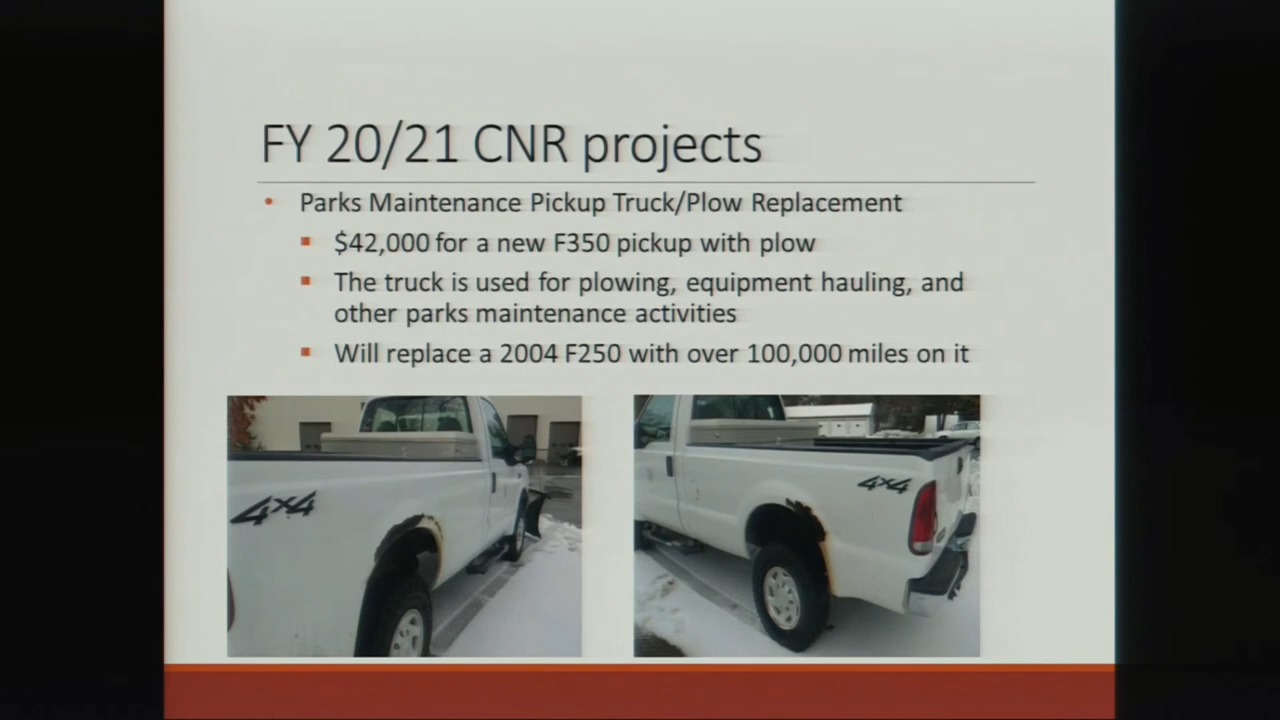 FY 20/21 CNR projects
• Parks Maintenance Pickup Truck/Plow Replacement
▪ $42,000 for a new F350 pickup with plow
▪ The truck is used for plowing, equipment hauling, and
other parks maintenance activities
▪ Will replace a 2004 F250 with over 100,000 miles on it
4x4
4x4